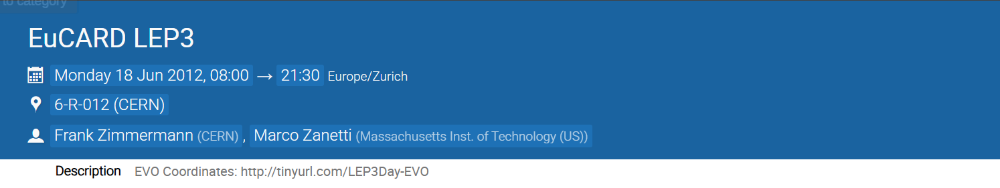 to category
EuCARD LEP3
Monday 18 Jun 2012, 08:00 → 21:30 Europe/Zurich
6-R-012 (CERN)
Frank Zimmermann (CERN) , Marco Zanetti (Massachusetts Inst. of Technology (US))
Description EVO Coordinates: http://tinyurl.com/LEP3Day-EVO